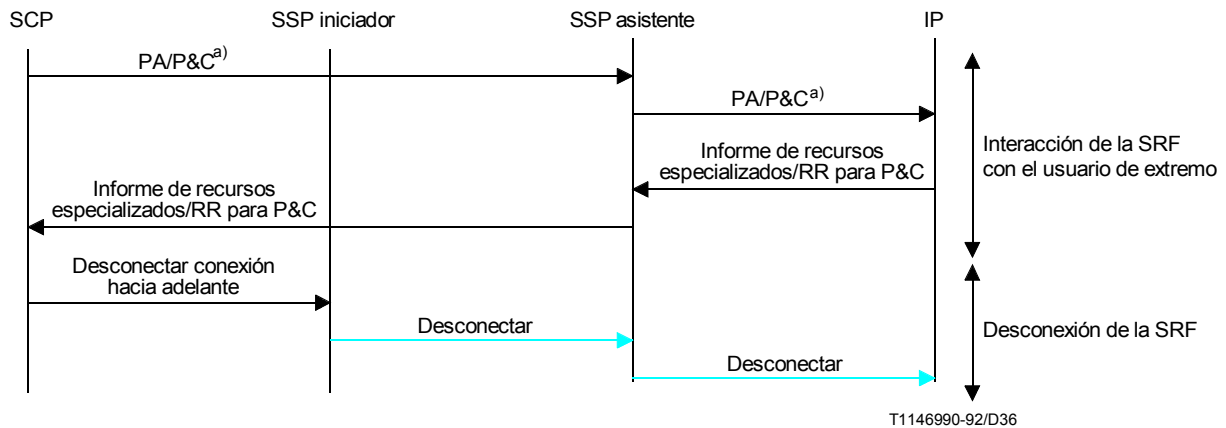 SCP
SSP iniciador
SSP asistente
IP
PA/P&Ca)
PA/P&Ca)
Interacción de la SRF
con el usuario de extremo
Informe de recursos
especializados/RR para P&C
Informe de recursos
especializados/RR para P&C
Desconectar conexión
hacia adelante
Desconectar
Desconexión de la SRF
Desconectar
T1146990-92/D36